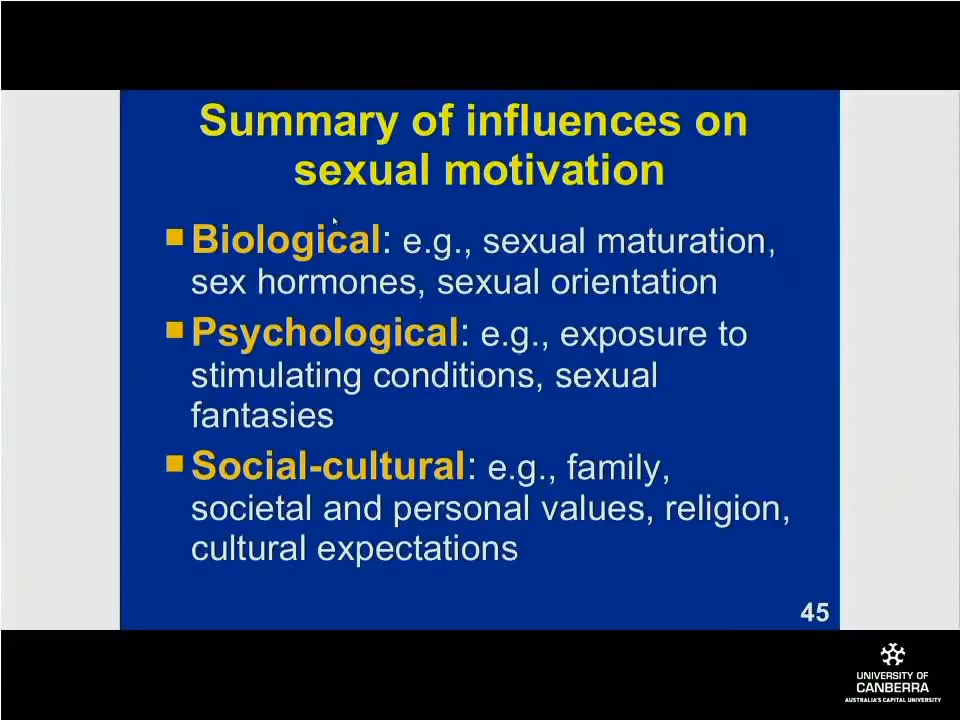 Summary of influences on
sexual motivation
Biological: e.g., sexual maturation,
sex hormones, sexual orientation
Psychological: e.g., exposure to
stimulating conditions, sexual
fantasies
Social-cultural: e.g., family,
societal and personal values, religion,
cultural expectations
45
UNIVERSITY OF
CANBERRA
AUSTRALIA'S CAPITAL UNIVERSITY